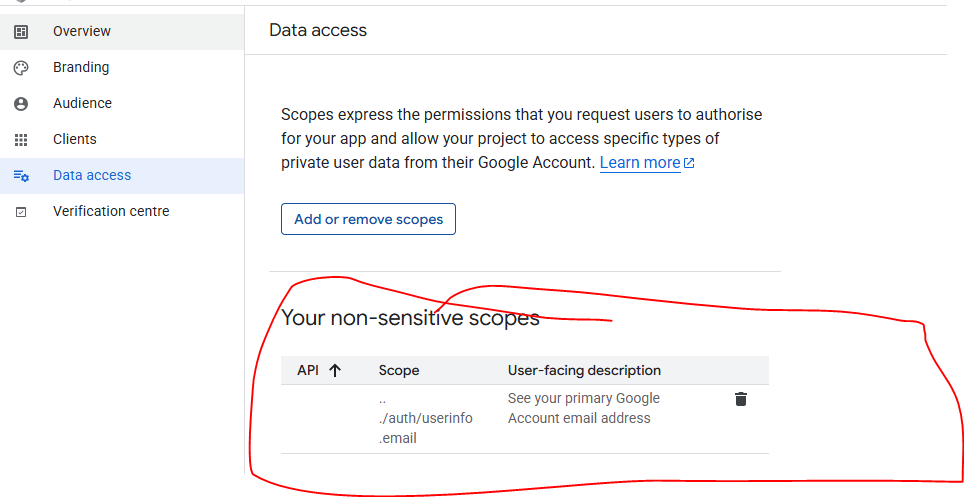 Overview
Branding
Audience
Clients
Data access
Verification centre
Data access
Scopes express the permissions that you request users to authorise
for your app and allow your project to access specific types of
private user data from their Google Account. Learn more
Add or remove scopes
Your non-sensitive scopes
API Scope User-facing description
.. See your primary Google
./auth/userinfo Account email address
.email